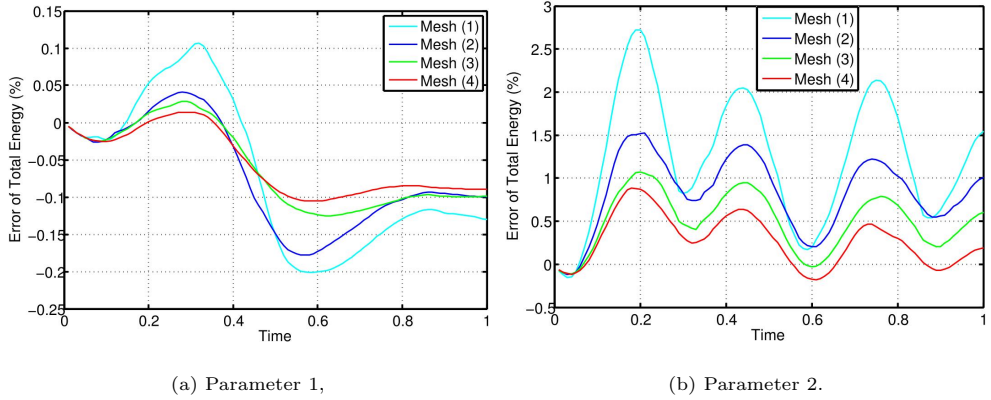 0.15
0.1
0.05
0
−0.05
−0.1
−0.15
−0.2
−0.25
Error of Total Energy (%)
0
0.2
0.4
0.6
0.8
1
Time
Mesh (1)
Mesh (2)
Mesh (3)
Mesh (4)
(a) Parameter 1,
3
2.5
2
1.5
1
0.5
0
−0.5
Error of Total Energy (%)
0
0.2
0.4
0.6
0.8
1
Time
Mesh (1)
Mesh (2)
Mesh (3)
Mesh (4)
(b) Parameter 2.